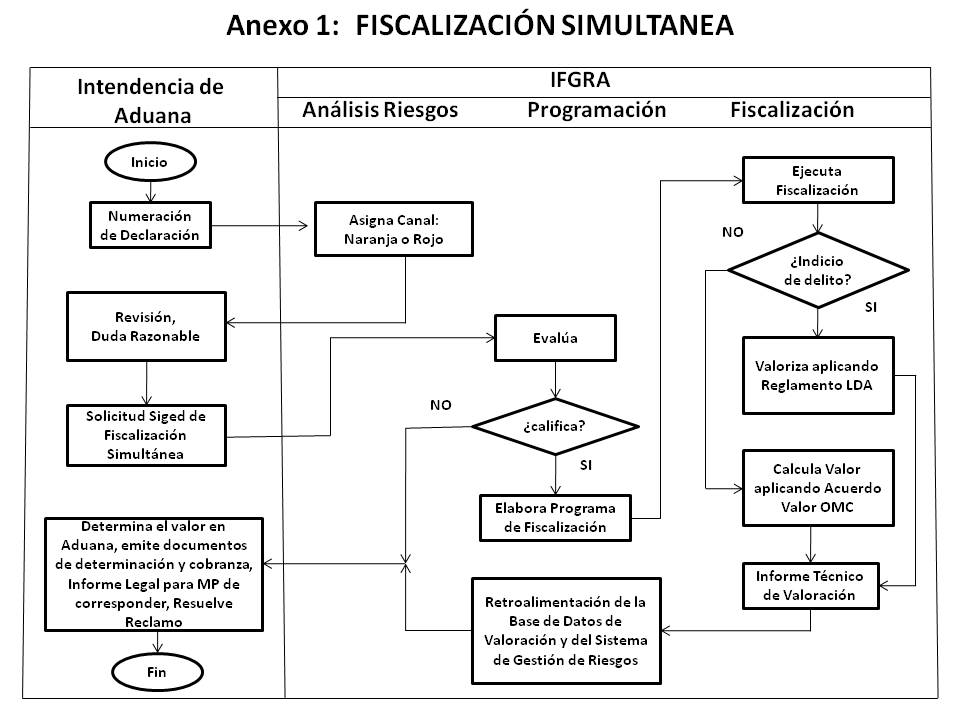 Anexo 1:  FISCALIZACIÓN SIMULTANEA
Intendencia de
Aduana
IFGRA
Análisis Riesgos
Programación
Fiscalización
Inicio
Numeración
de Declaración
Asigna Canal:
Naranja o Rojo
Revisión,
Duda Razonable
Solicitud Siged de
Fiscalización
Simultánea
Evalúa
¿califica?
NO
SI
Elabora Programa
de Fiscalización
Ejecuta
Fiscalización
¿Indicio
de delito?
NO
SI
Valoriza aplicando
Reglamento LDA
Calcula Valor
aplicando Acuerdo
Valor OMC
Informe Técnico
de Valoración
Retroalimentación de la
Base de Datos de
Valoración y del Sistema
de Gestión de Riesgos
Determina el valor en
Aduana, emite documentos
de determinación y cobranza,
Informe Legal para MP de
corresponder, Resuelve
Reclamo
Fin